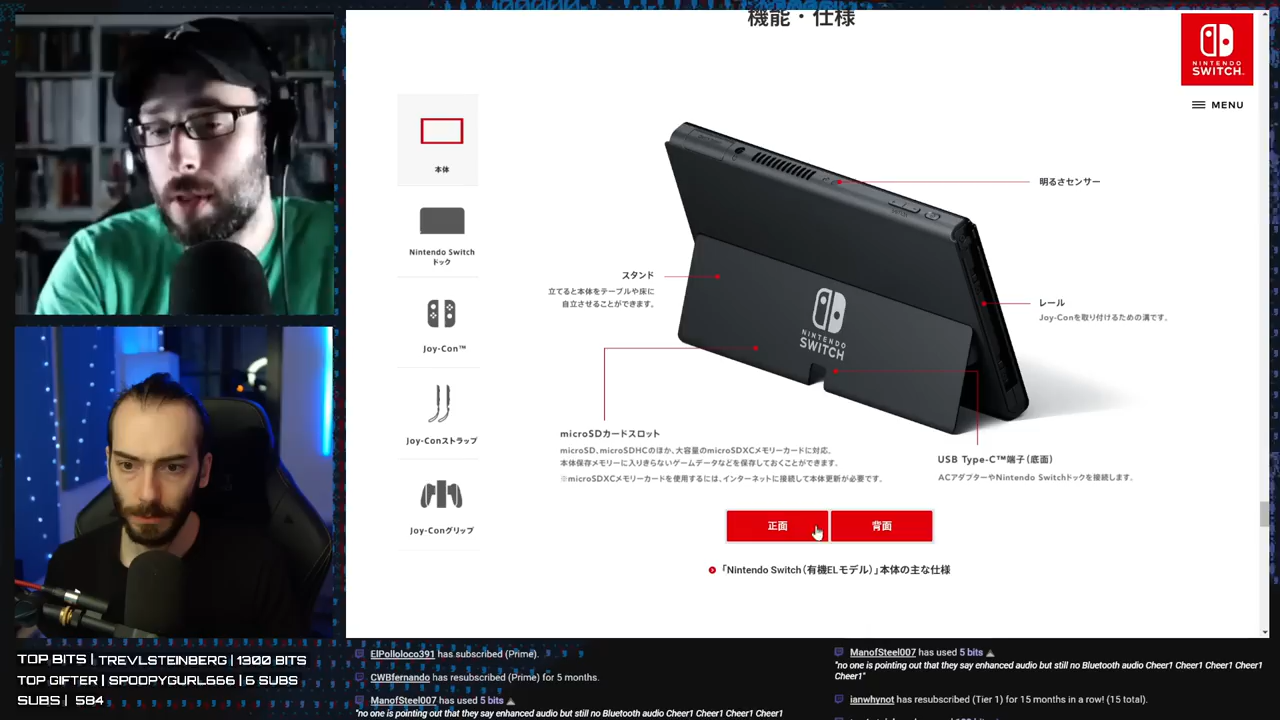 機能・仕様
NINTENDO
SWITCH™
MENU
本体
Nintendo Switch
ドック
Joy-Con™
Joy-Conストラップ
Joy-Conグリップ
明るさセンサー
スタンド
立てると本体をテーブルや床に
自立させることができます。
レール
Joy-Conを取り付けるための溝です。
NINTENDO
SWITCH
microSDカードスロット
microSD、microSDHCのほか、大容量のmicroSDXCメモリーカードに対応。
本体保存メモリーに入りきらないゲームデータなどを保存しておくことができます。
※microSDXCメモリーカードを使用するには、インターネットに接続して本体更新が必要です。
USB Type-C™端子(底面)
ACアダプターやNintendo Switchドックを接続します。
正面
背面
「Nintendo Switch(有機ELモデル)」本体の主な仕様
TOP BITS | TREVLSTEINBERG | 1300 BITS
TOP GIFTER | SPOOPYGURL666 | 6 SUBS
SUBS | 584
ElPolloloco391 has subscribed (Prime).
CWBfernando has resubscribed (Prime) for 5 months.
ManofSteel007 has used 5 bits
"no one is pointing out that they say enhanced audio but still no Bluetooth audio Cheer1 Cheer1 Cheer1 Cheer1
ManofSteel007 has used 5 bits
"no one is pointing out that they say enhanced audio but still no Bluetooth audio Cheer1 Cheer1 Cheer1 Cheer1
Cheer1"
ianwhynot has resubscribed (Tier 1) for 15 months in a row! (15 total).